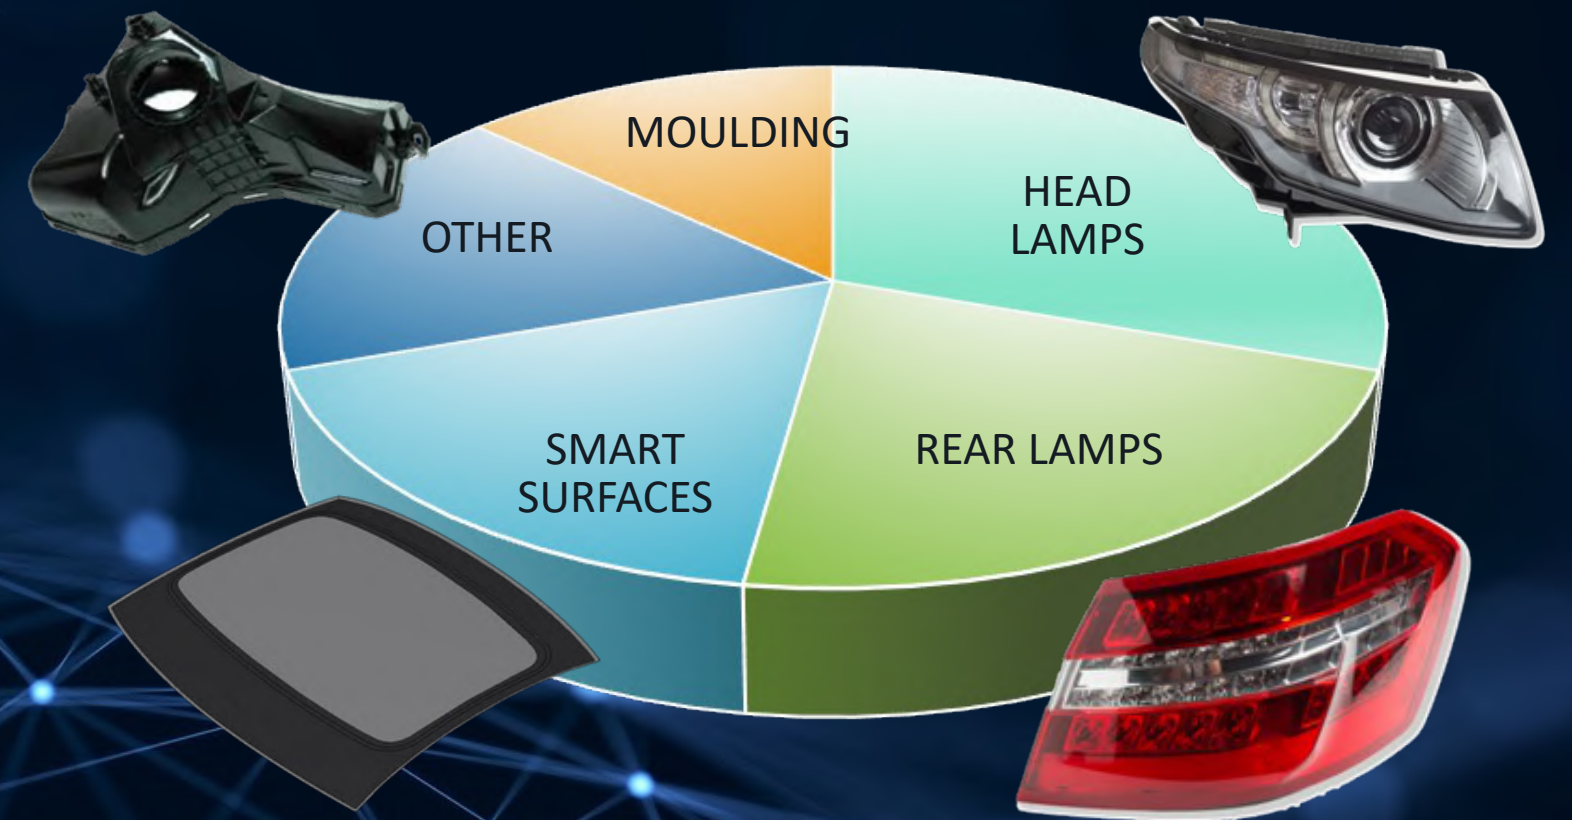 MOULDING
HEAD
LAMPS
OTHER
SMART
SURFACES
REAR LAMPS